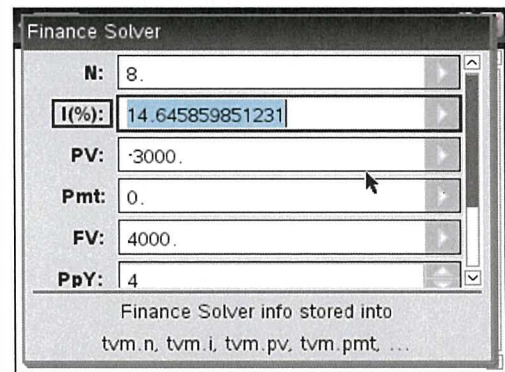 Finance Solver
N: 8.
I(%): 14.645859851231
PV: -3000.
Pmt: 0.
FV: 4000.
PpY: 4
Finance Solver info stored into
tvm.n, tvm.i, tvm.pv, tvm.pmt, ...